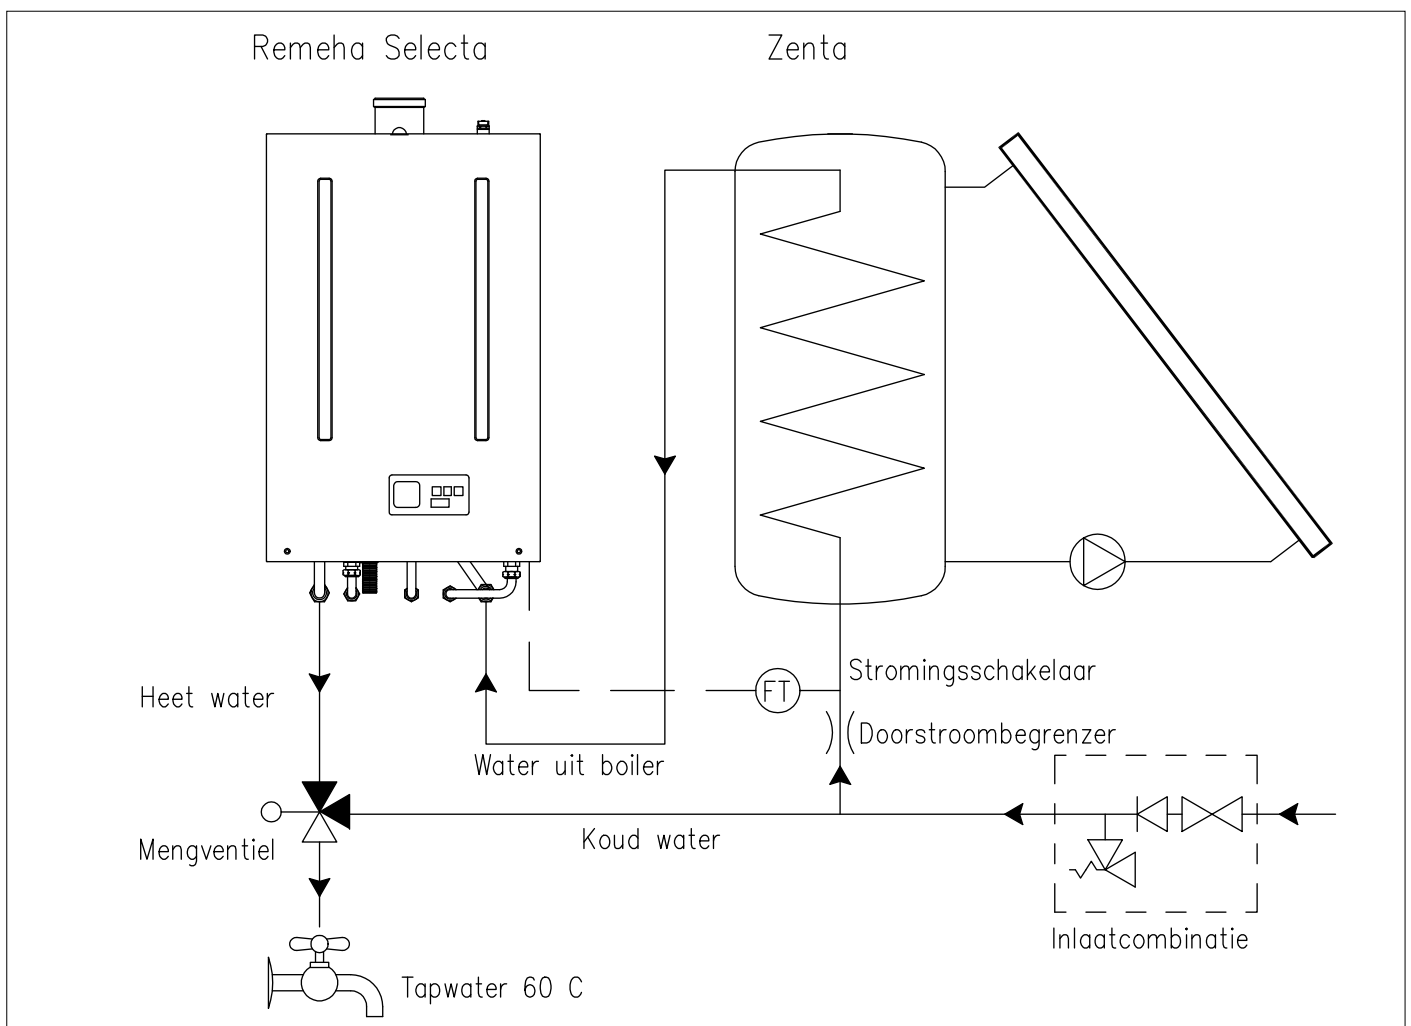 Remeha Selecta
Zenta
Stromingsschakelaar
FT
Heet water
Doorstroombegrenzer
Water uit boiler
Koud water
Mengventiel
Inlaatcombinatie
Tapwater 60 C